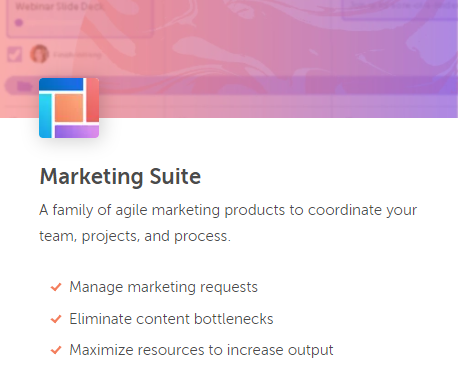 Webinar Slide Deck
Marketing Suite
A family of agile marketing products to coordinate your
team, projects, and process.
Manage marketing requests
Eliminate content bottlenecks
Maximize resources to increase output